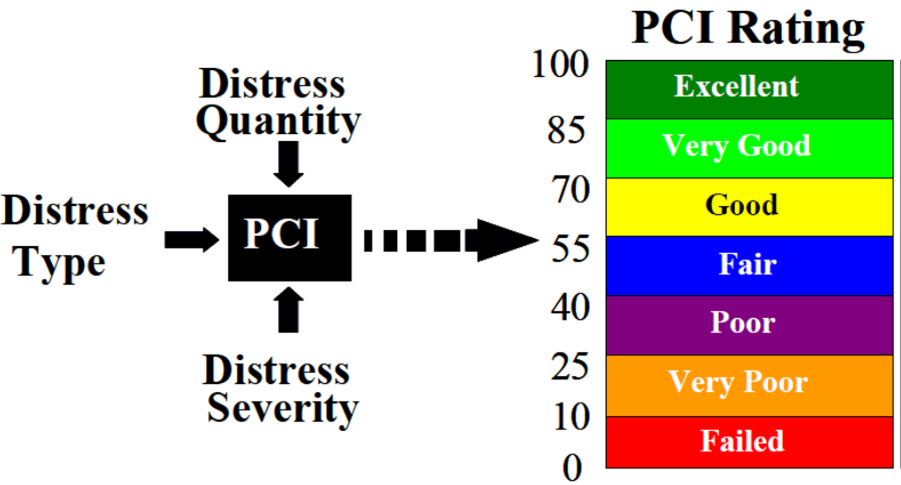 PCI Rating
Distress
Quantity
Distress
Type
PCI
Distress
Severity
100
Excellent
85
Very Good
70
Good
55
Fair
40
Poor
25
Very Poor
10
Failed
0